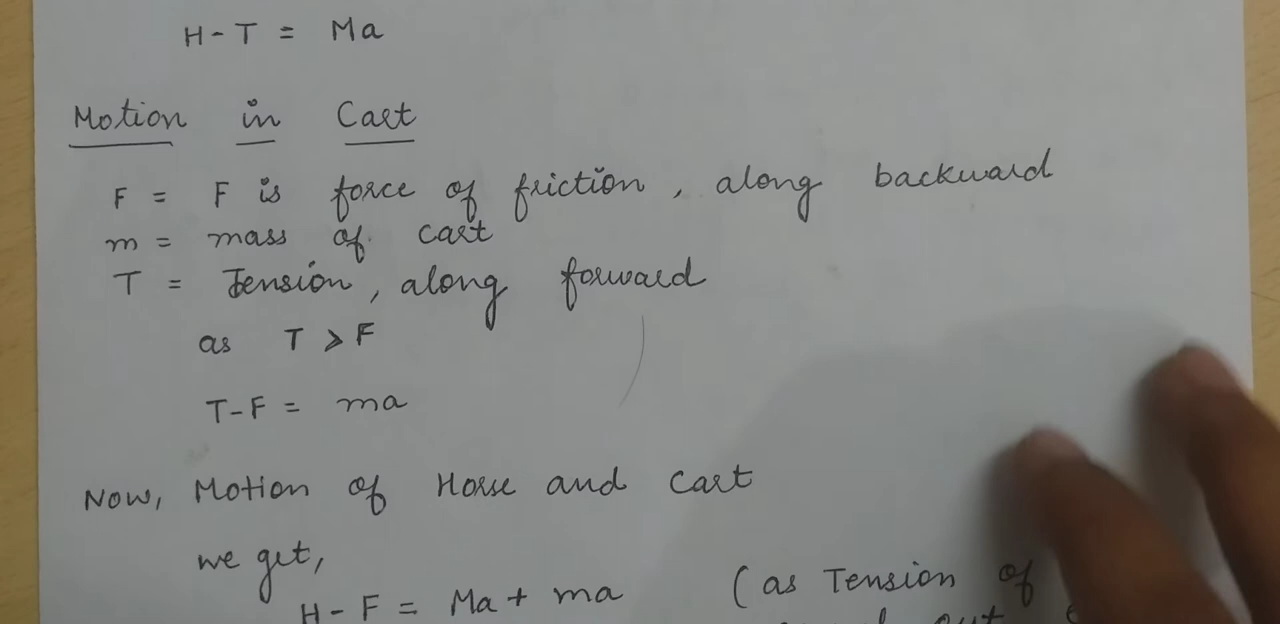 H - T = Ma
Motion in Cart
F = F is force of friction, along backward
m = mass of cart
T = Tension, along forward
as T > F
T - F = ma
Now, Motion of Horse and Cart
we get,
H - F = Ma + ma (as Tension of
out